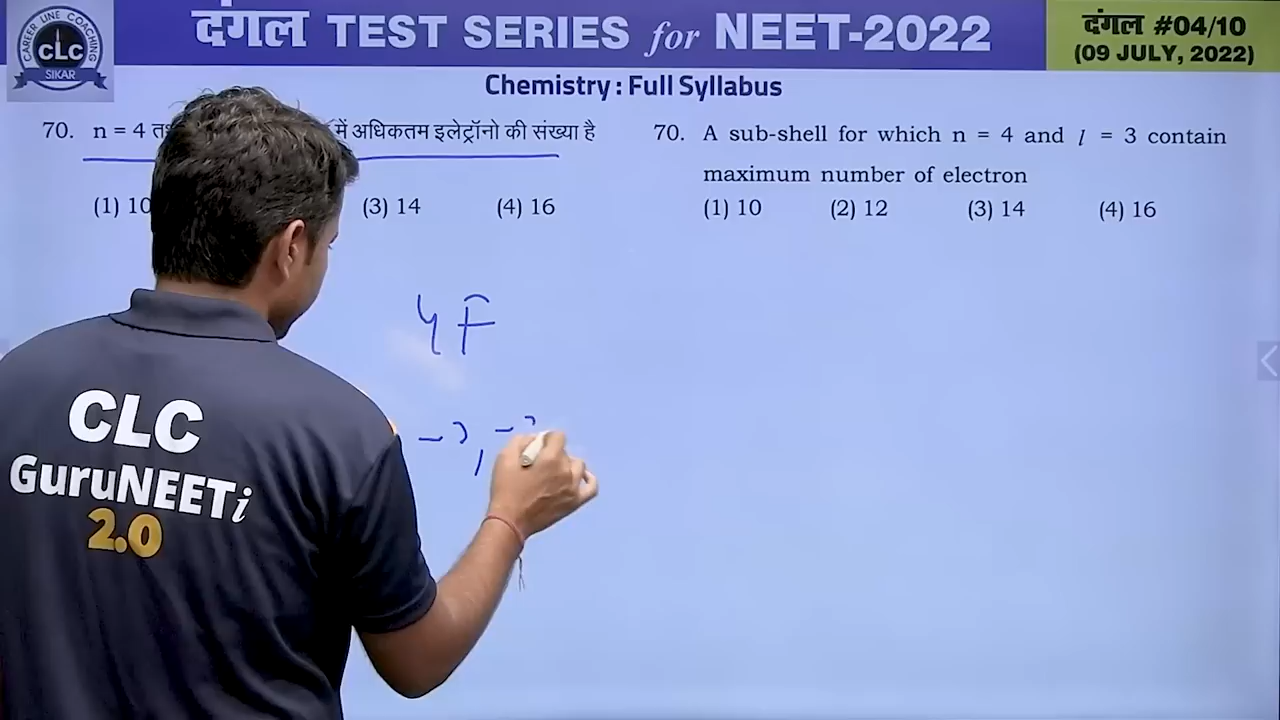 CAREER LINE COACHING
CLC
SIKAR
दंगल TEST SERIES for NEET-2022
दंगल #04/10
(09 JULY, 2022)
Chemistry : Full Syllabus
70. n = 4 में अधिकतम इलेट्रॉनो की संख्या है
(1) 10 (3) 14 (4) 16
70. A sub-shell for which n = 4 and l = 3 contain
maximum number of electron
(1) 10 (2) 12 (3) 14 (4) 16
4F
CLC
GuruNEETi
2.0